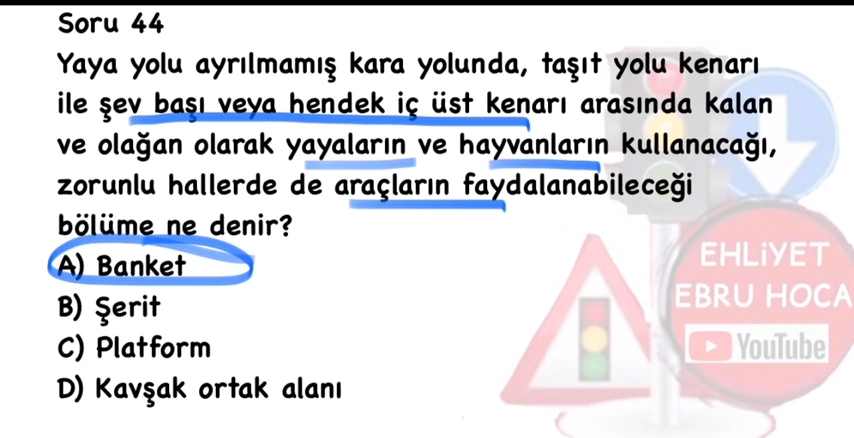 Soru 44
Yaya yolu ayrılmamış kara yolunda, taşıt yolu kenarı
ile şev başı veya hendek iç üst kenarı arasında kalan
ve olağan olarak yayaların ve hayvanların kullanacağı,
zorunlu hallerde de araçların faydalanabileceği
bölüme ne denir?
A) Banket
B) Şerit
C) Platform
D) Kavşak ortak alanı
EHLİYET
EBRU HOCA
YouTube